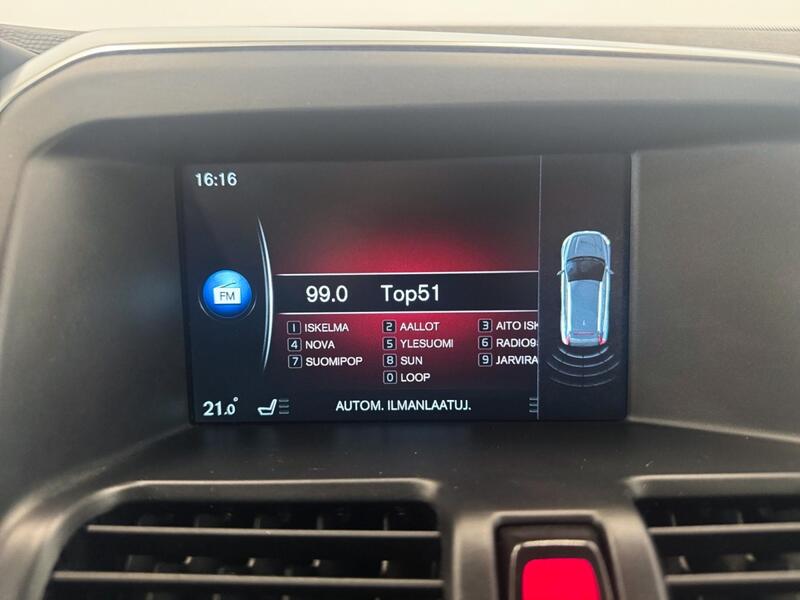 16:16
FM
99.0 Top51
1 ISKELMA 2 AALLOT 3 AITO ISK
4 NOVA 5 YLESUOMI 6 RADIO9
7 SUOMIPOP 8 SUN 9 JARVIRA
0 LOOP
21.0° AUTOM. ILMANLAATUJ.